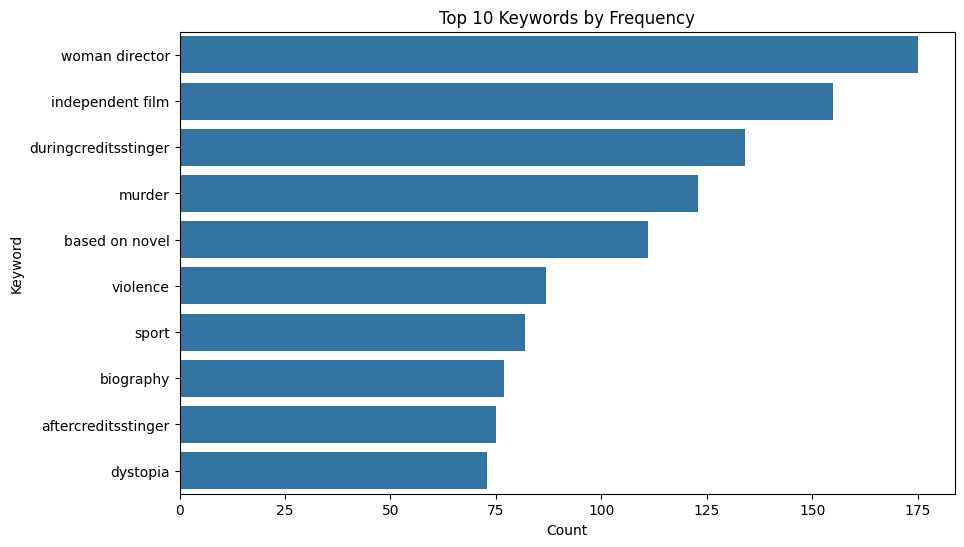 Top 10 Keywords by Frequency
woman director
independent film
duringcreditsstinger
murder
based on novel
violence
sport
biography
aftercreditsstinger
dystopia
Keyword
0 25 50 75 100 125 150 175
Count